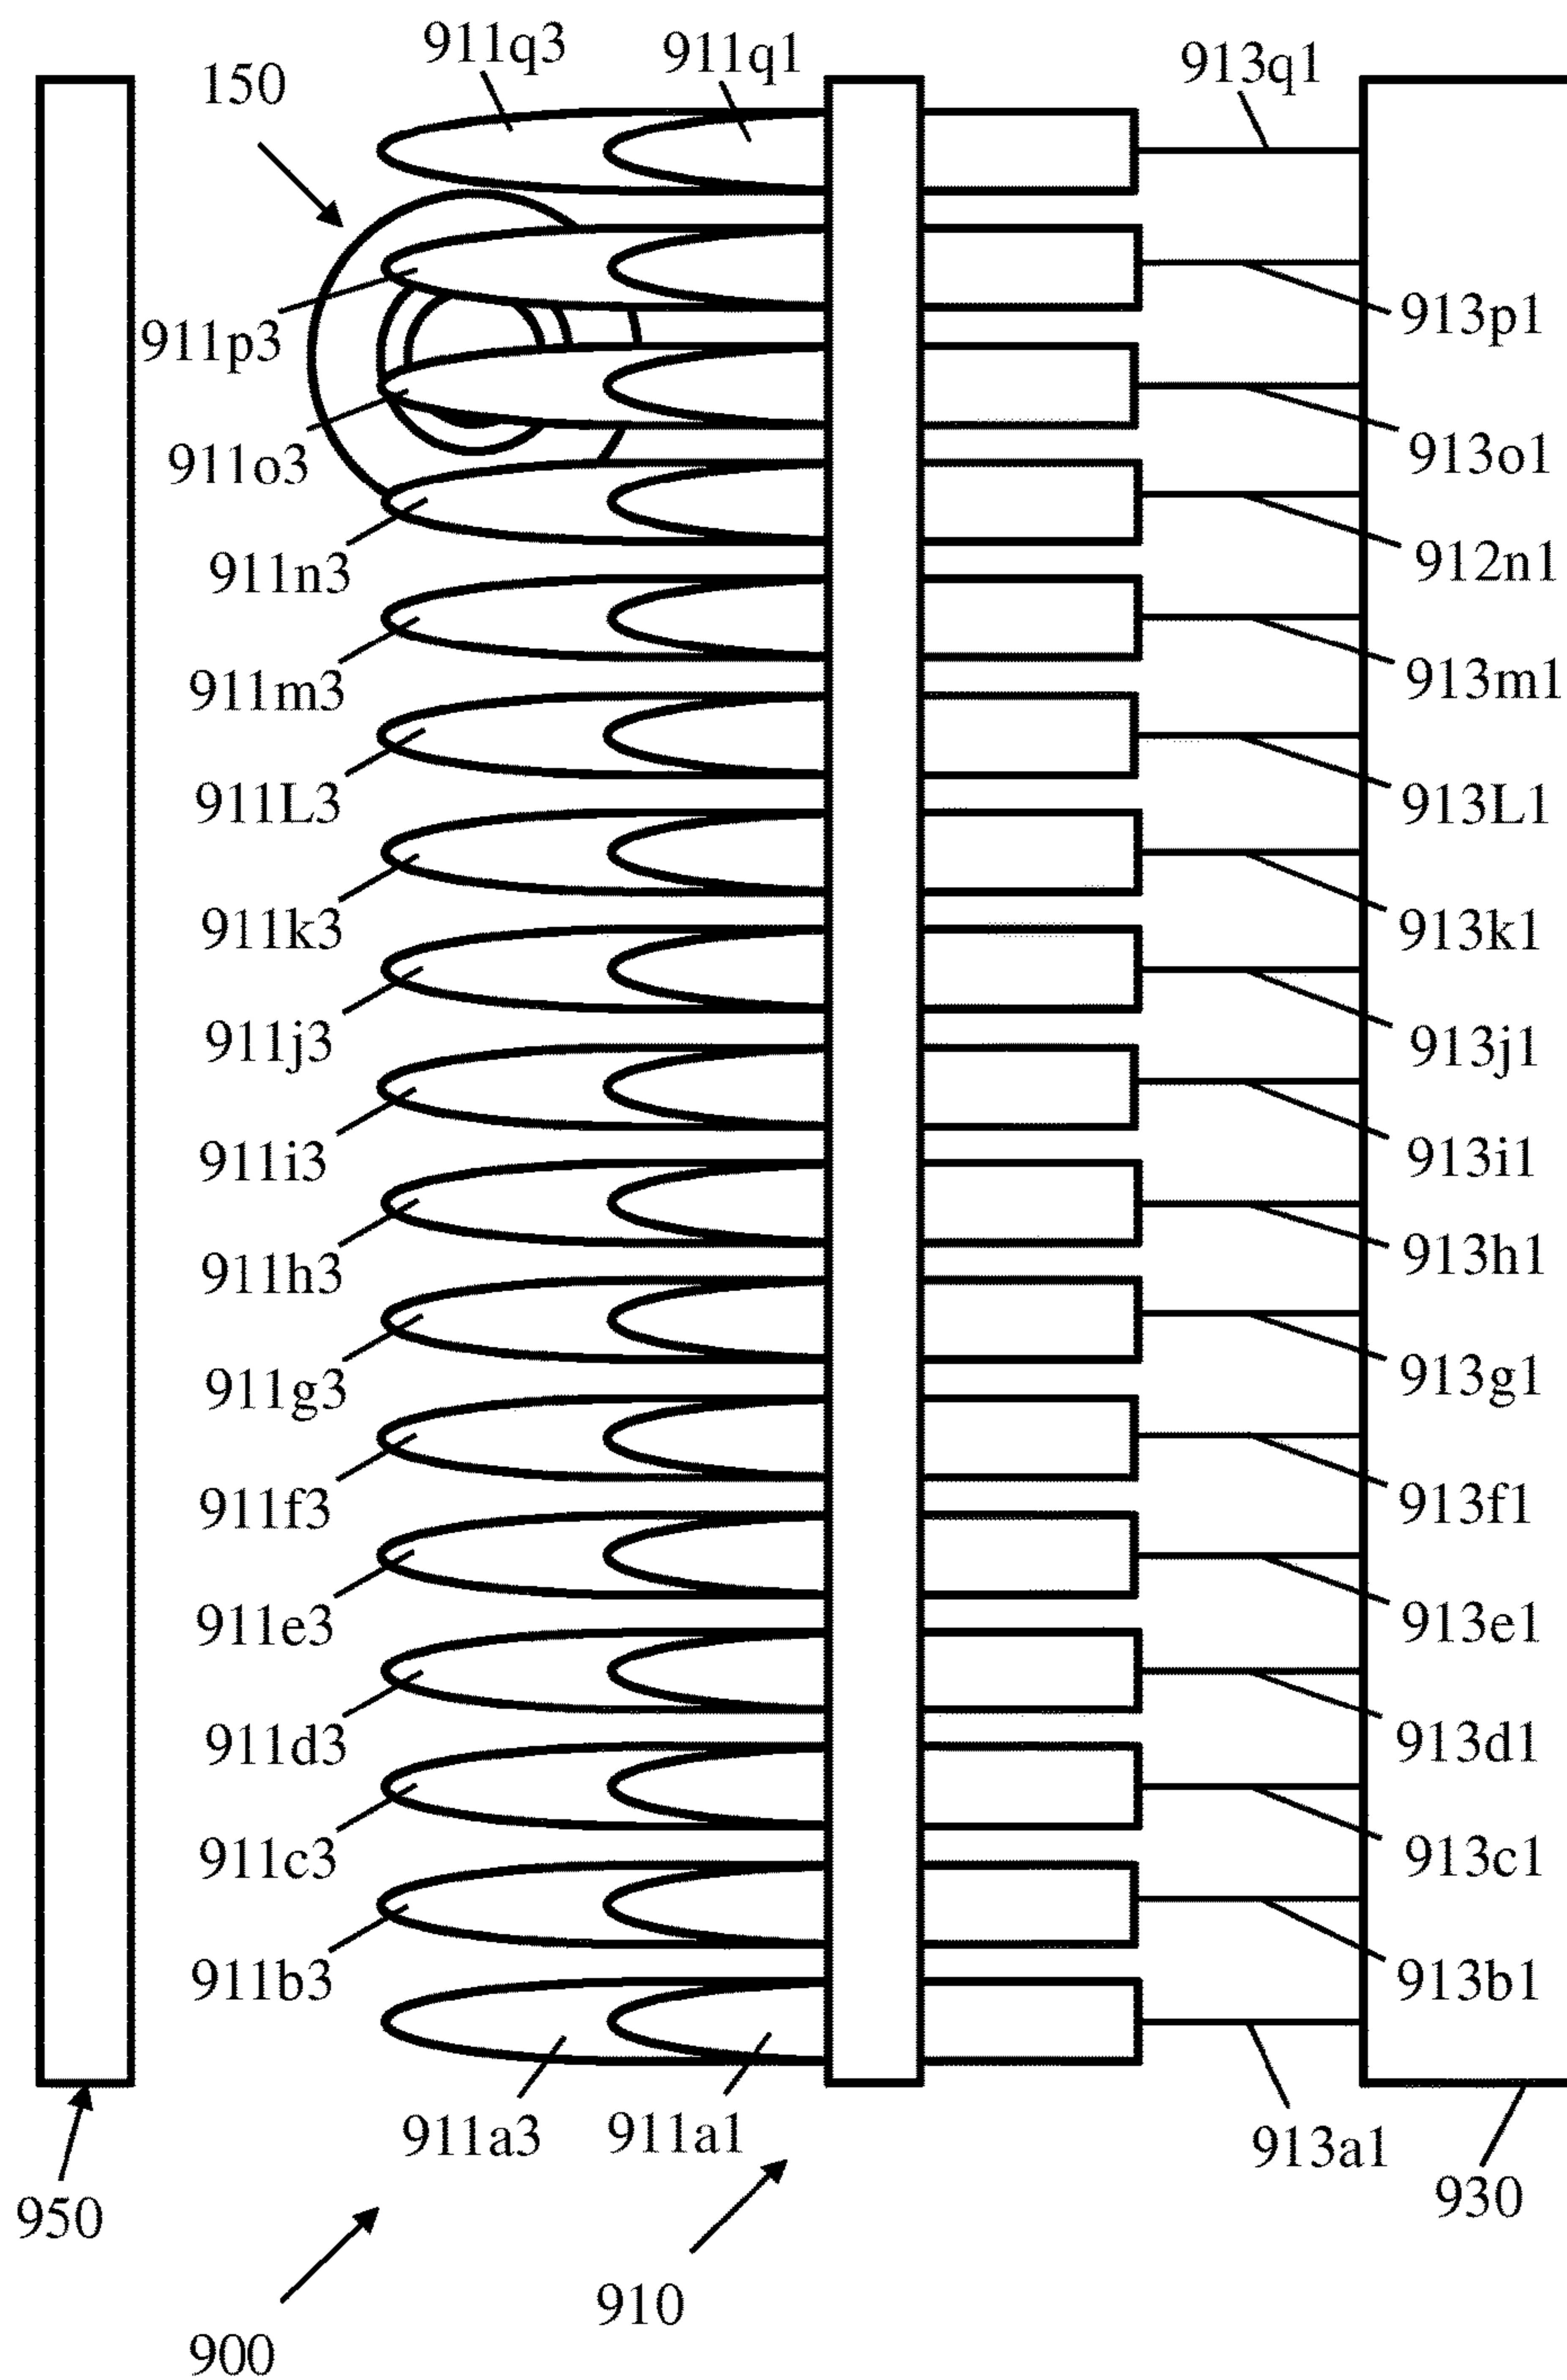 911q3
911q1
913q1
150
913p1
911p3
913o1
911o3
912n1
911n3
913m1
911m3
913L1
911L3
913k1
911k3
913j1
911j3
913i1
911i3
913h1
911h3
913g1
911g3
913f1
911f3
913e1
911e3
913d1
911d3
913c1
911c3
913b1
911b3
911a3
911a1
913a1
930
950
910
900